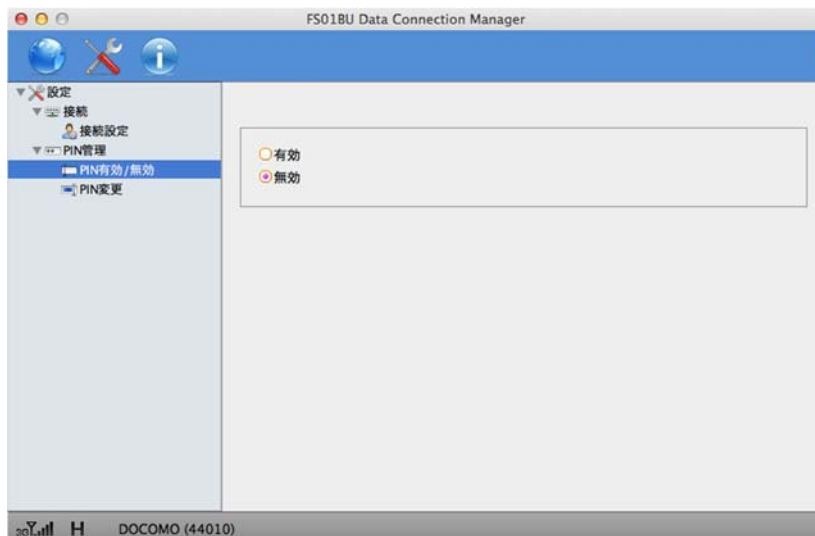 FS01BU Data Connection Manager
設定
接続
接続設定
PIN管理
PIN有効/無効
PIN変更
有効
無効
3G H DOCOMO (44010)